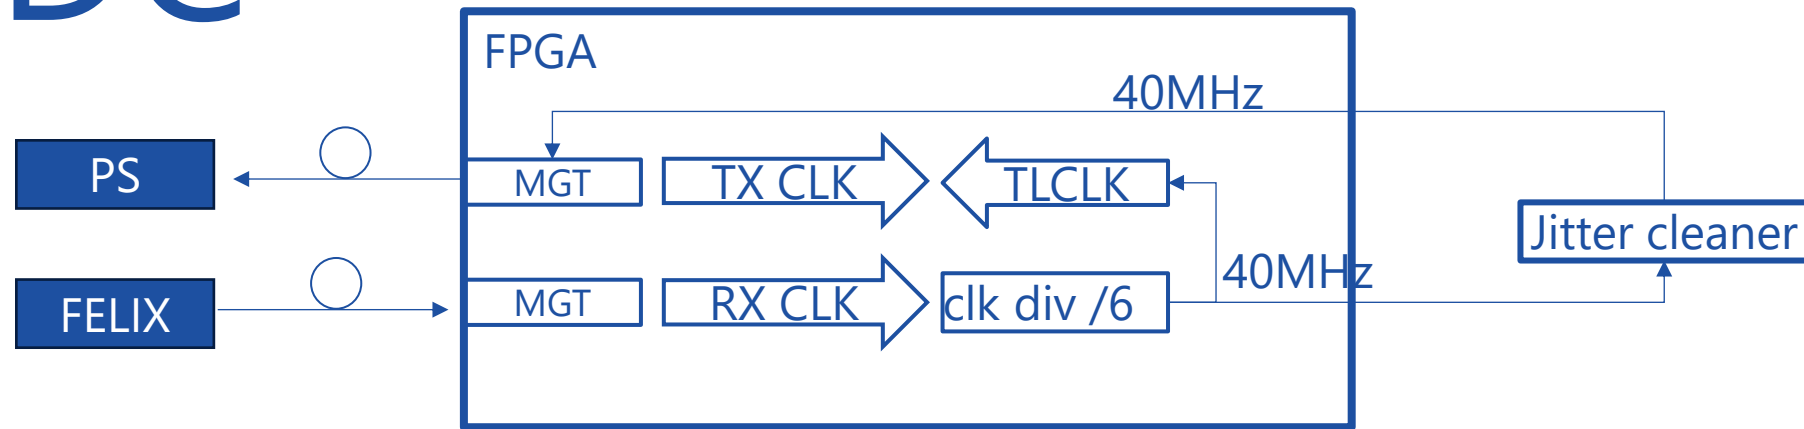 FPGA
40MHz
PS
MGT
TX CLK
TLCLK
Jitter cleaner
40MHz
FELIX
MGT
RX CLK
clk div /6